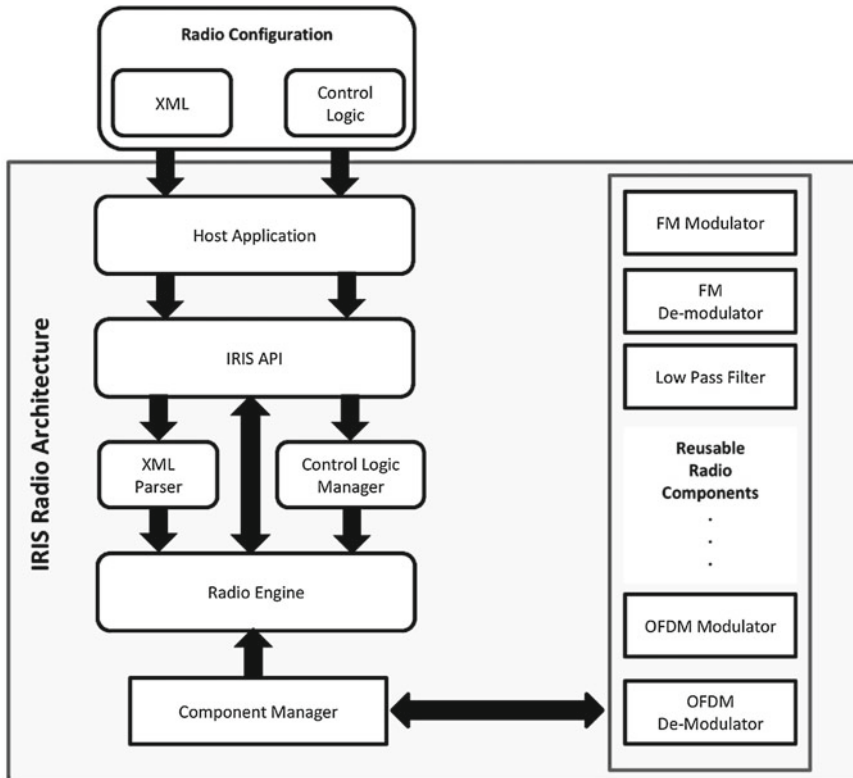 Radio Configuration
XML
Control
Logic
Host Application
IRIS API
XML
Parser
Control Logic
Manager
Radio Engine
Component Manager
IRIS Radio Architecture
FM Modulator
FM
De-modulator
Low Pass Filter
Reusable
Radio
Components
.
.
.
OFDM Modulator
OFDM
De-Modulator